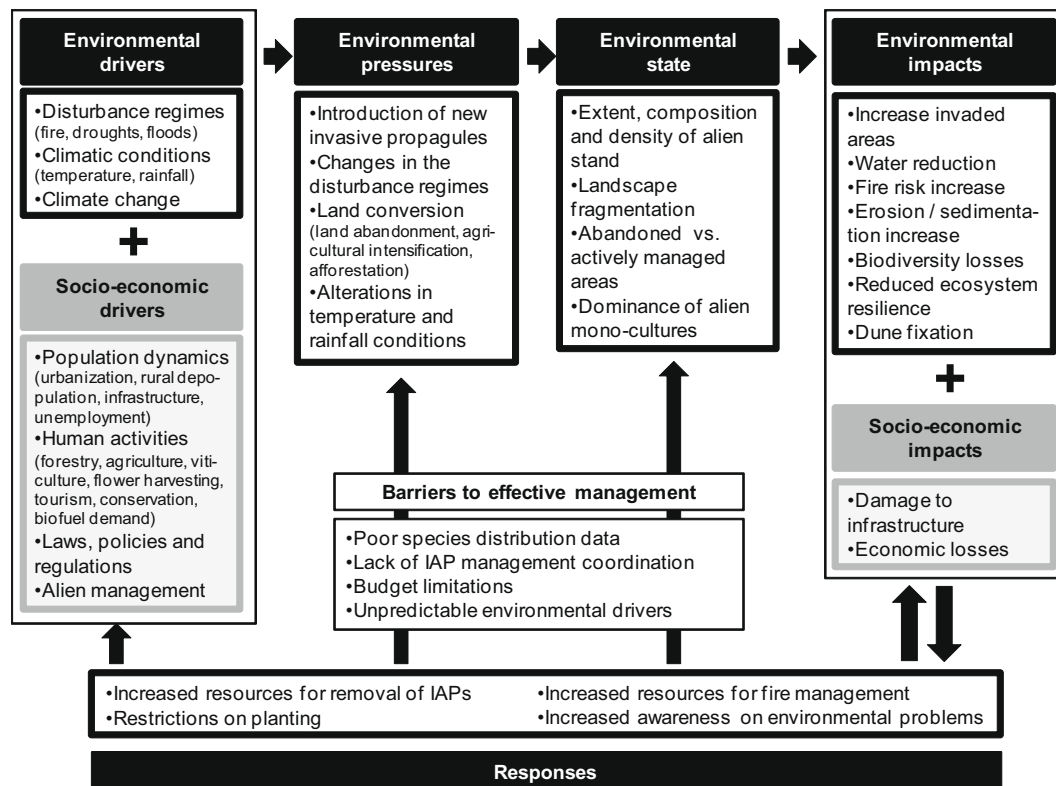 Environmental
drivers
•Disturbance regimes
(fire, droughts, floods)
•Climatic conditions
(temperature, rainfall)
•Climate change
+
Socio-economic
drivers
•Population dynamics
(urbanization, rural depo-
pulation, infrastructure,
unemployment)
•Human activities
(forestry, agriculture, viti-
culture, flower harvesting,
tourism, conservation,
biofuel demand)
•Laws, policies and
regulations
•Alien management
Environmental
pressures
•Introduction of new
invasive propagules
•Changes in the
disturbance regimes
•Land conversion
(land abandonment, agri-
cultural intensification,
afforestation)
•Alterations in
temperature and
rainfall conditions
Environmental
state
•Extent, composition
and density of alien
stand
•Landscape
fragmentation
•Abandoned vs.
actively managed
areas
•Dominance of alien
mono-cultures
Environmental
impacts
•Increase invaded
areas
•Water reduction
•Fire risk increase
•Erosion / sedimenta-
tion increase
•Biodiversity losses
•Reduced ecosystem
resilience
•Dune fixation
+
Socio-economic
impacts
•Damage to
infrastructure
•Economic losses
Barriers to effective management
•Poor species distribution data
•Lack of IAP management coordination
•Budget limitations
•Unpredictable environmental drivers
•Increased resources for removal of IAPs
•Restrictions on planting
•Increased resources for fire management
•Increased awareness on environmental problems
Responses